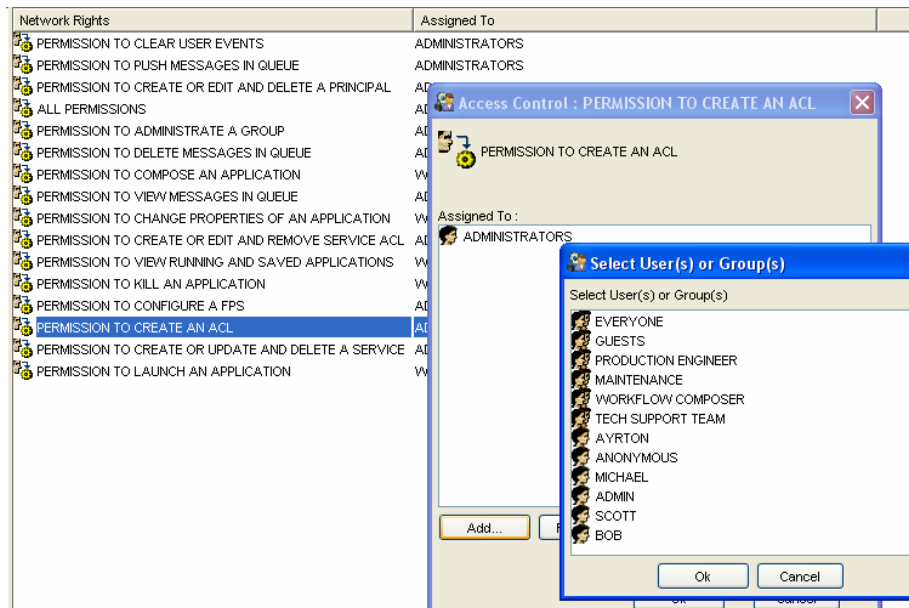 Network Rights Assigned To
PERMISSION TO CLEAR USER EVENTS ADMINISTRATORS
PERMISSION TO PUSH MESSAGES IN QUEUE ADMINISTRATORS
PERMISSION TO CREATE OR EDIT AND DELETE A PRINCIPAL
ALL PERMISSIONS
PERMISSION TO ADMINISTRATE A GROUP
PERMISSION TO DELETE MESSAGES IN QUEUE
PERMISSION TO COMPOSE AN APPLICATION
PERMISSION TO VIEW MESSAGES IN QUEUE
PERMISSION TO CHANGE PROPERTIES OF AN APPLICATION
PERMISSION TO CREATE OR EDIT AND REMOVE SERVICE ACL
PERMISSION TO VIEW RUNNING AND SAVED APPLICATIONS
PERMISSION TO KILL AN APPLICATION
PERMISSION TO CONFIGURE A FPS
PERMISSION TO CREATE AN ACL
PERMISSION TO CREATE OR UPDATE AND DELETE A SERVICE
PERMISSION TO LAUNCH AN APPLICATION
Access Control : PERMISSION TO CREATE AN ACL
PERMISSION TO CREATE AN ACL
Assigned To :
ADMINISTRATORS
Add...
Select User(s) or Group(s)
Select User(s) or Group(s)
EVERYONE
GUESTS
PRODUCTION ENGINEER
MAINTENANCE
WORKFLOW COMPOSER
TECH SUPPORT TEAM
AYRTON
ANONYMOUS
MICHAEL
ADMIN
SCOTT
BOB
Ok Cancel